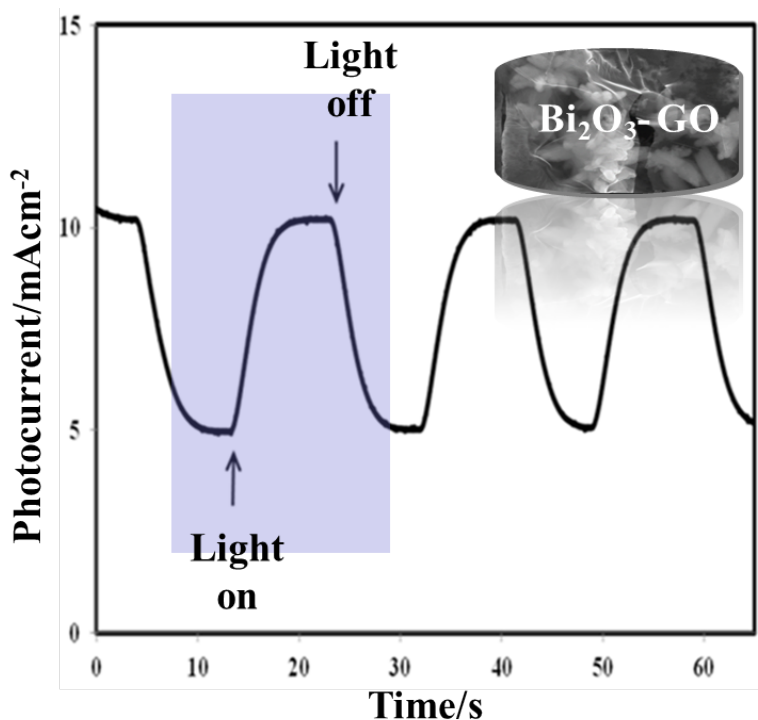 15
Light
off
Bi₂O₃-GO
10
Photocurrent/mAcm⁻²
5
Light
on
0
0 10 20 30 40 50 60
Time/s